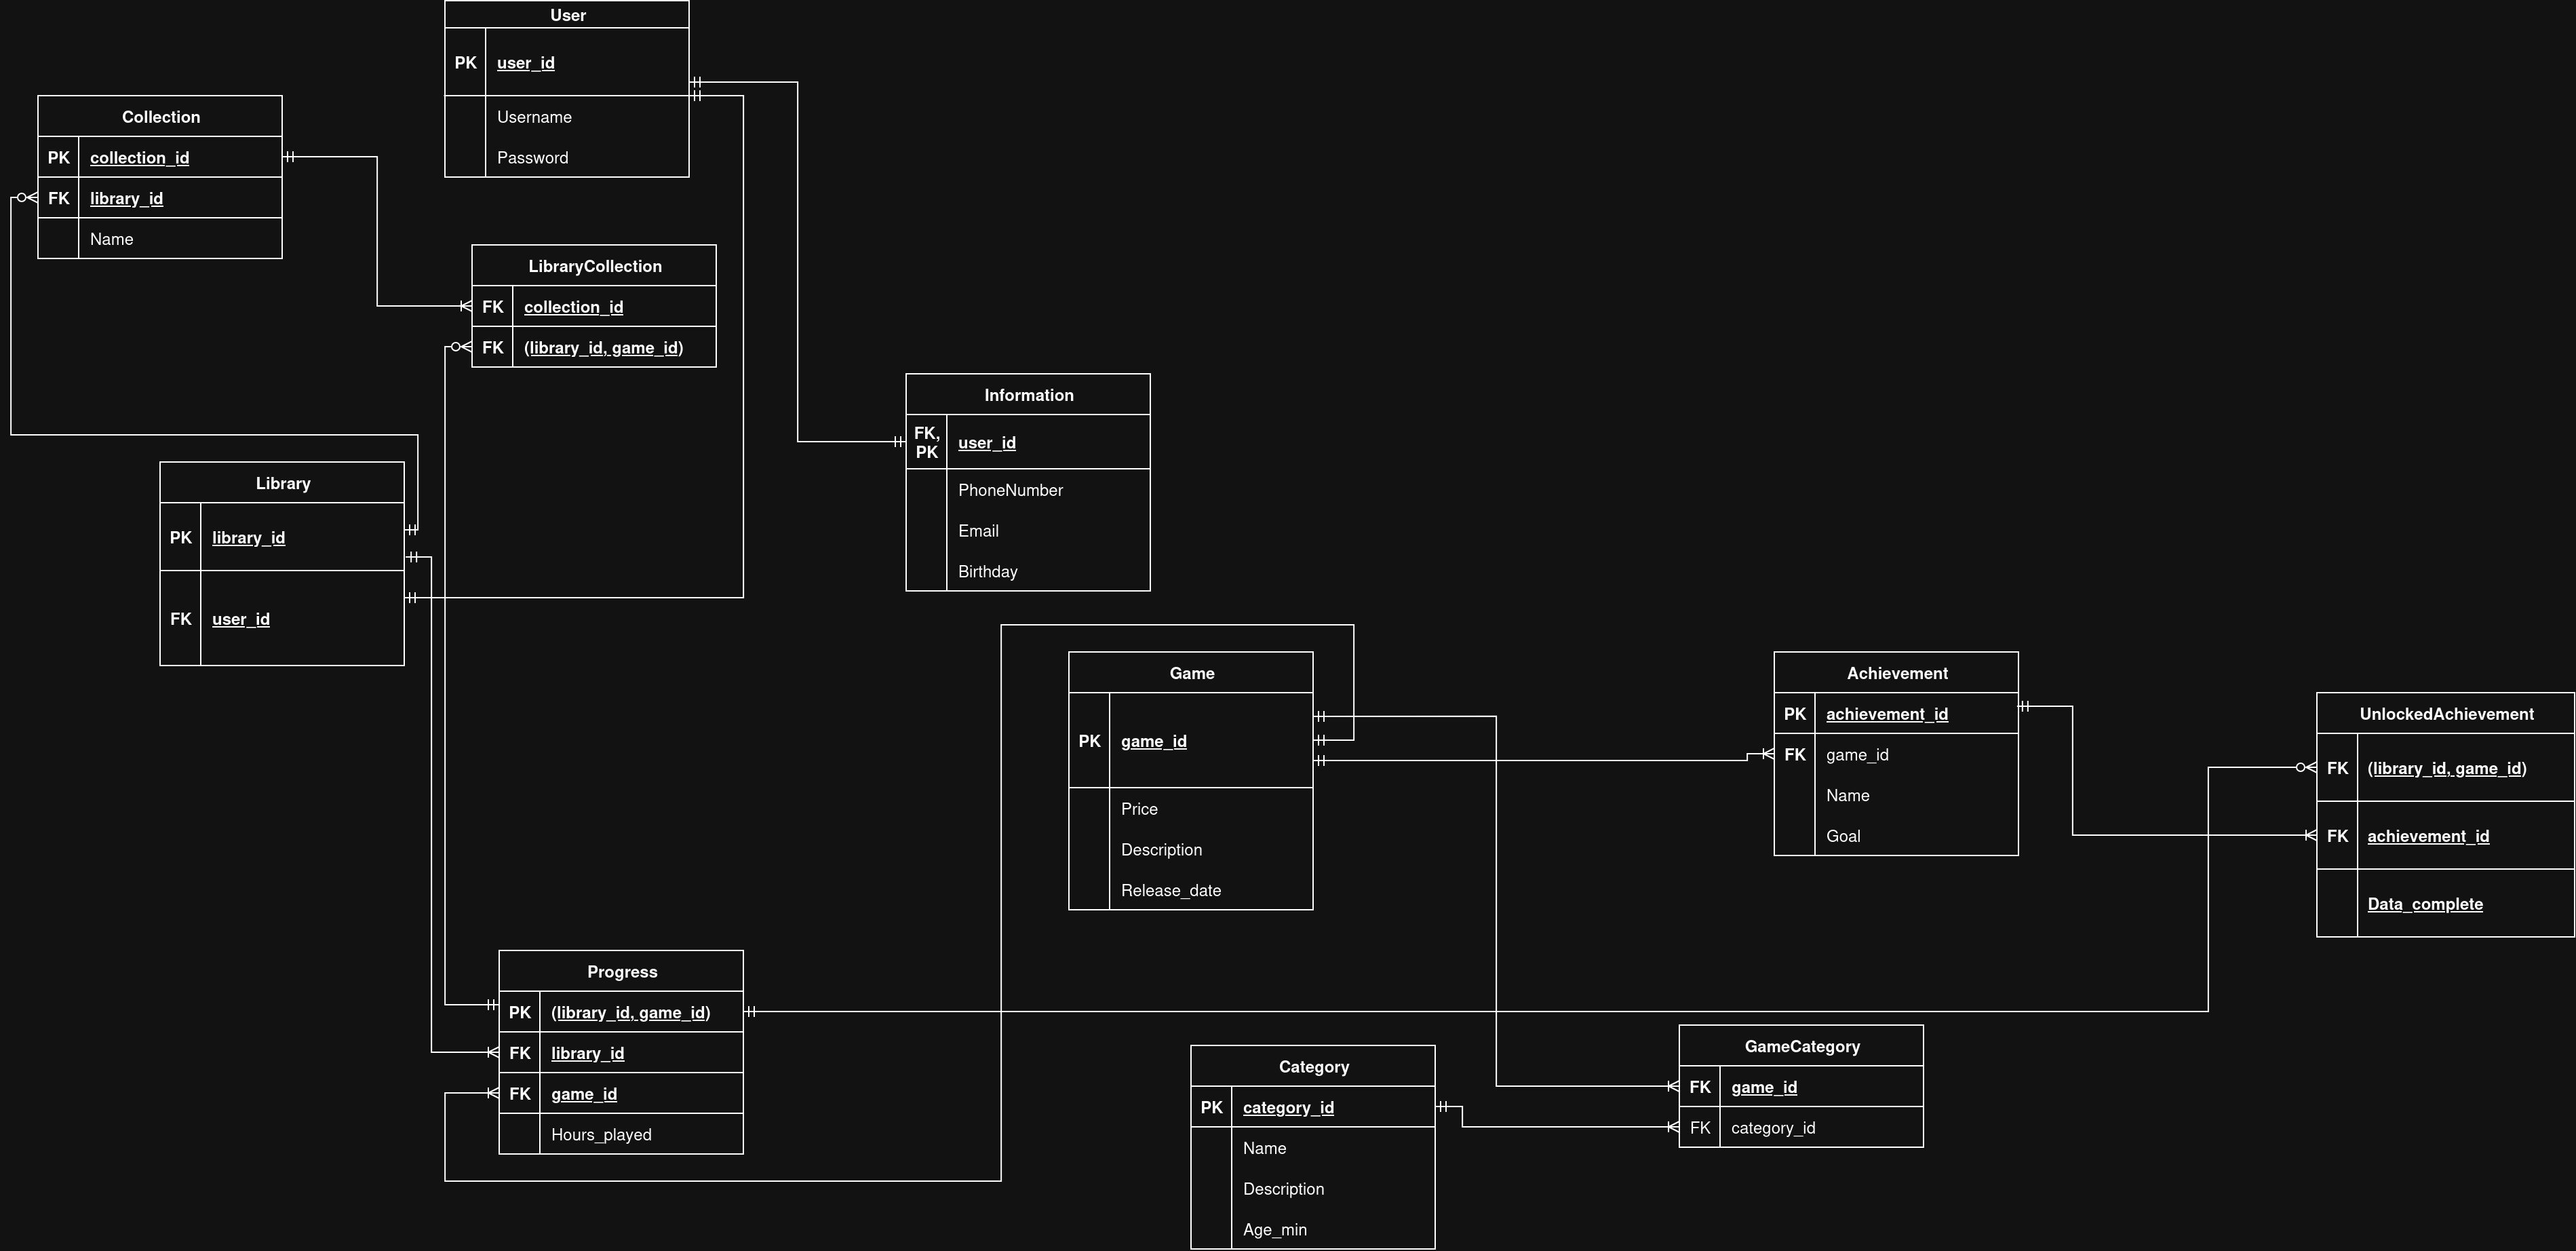 User
PK user_id
Username
Password
Collection
PK collection_id
FK library_id
Name
LibraryCollection
FK collection_id
FK (library_id, game_id)
Information
FK,
PK
user_id
PhoneNumber
Email
Birthday
Library
PK library_id
FK user_id
Game
PK game_id
Price
Description
Release_date
Achievement
PK achievement_id
FK game_id
Name
Goal
UnlockedAchievement
FK (library_id, game_id)
FK achievement_id
Data_complete
Progress
PK (library_id, game_id)
FK library_id
FK game_id
Hours_played
Category
PK category_id
Name
Description
Age_min
GameCategory
FK game_id
FK category_id